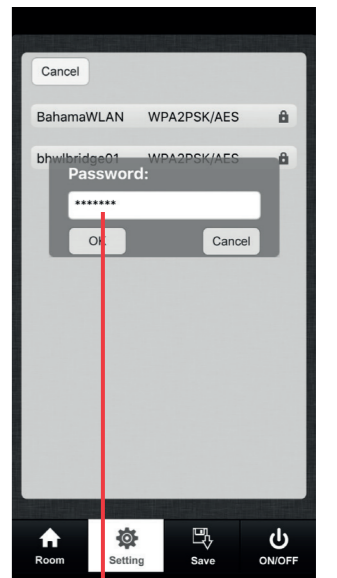 Cancel
BahamaWLAN WPA2PSK/AES
bhwlbridge01 WPA2PSK/AES
Password:
*******
OK Cancel
Room Setting Save ON/OFF